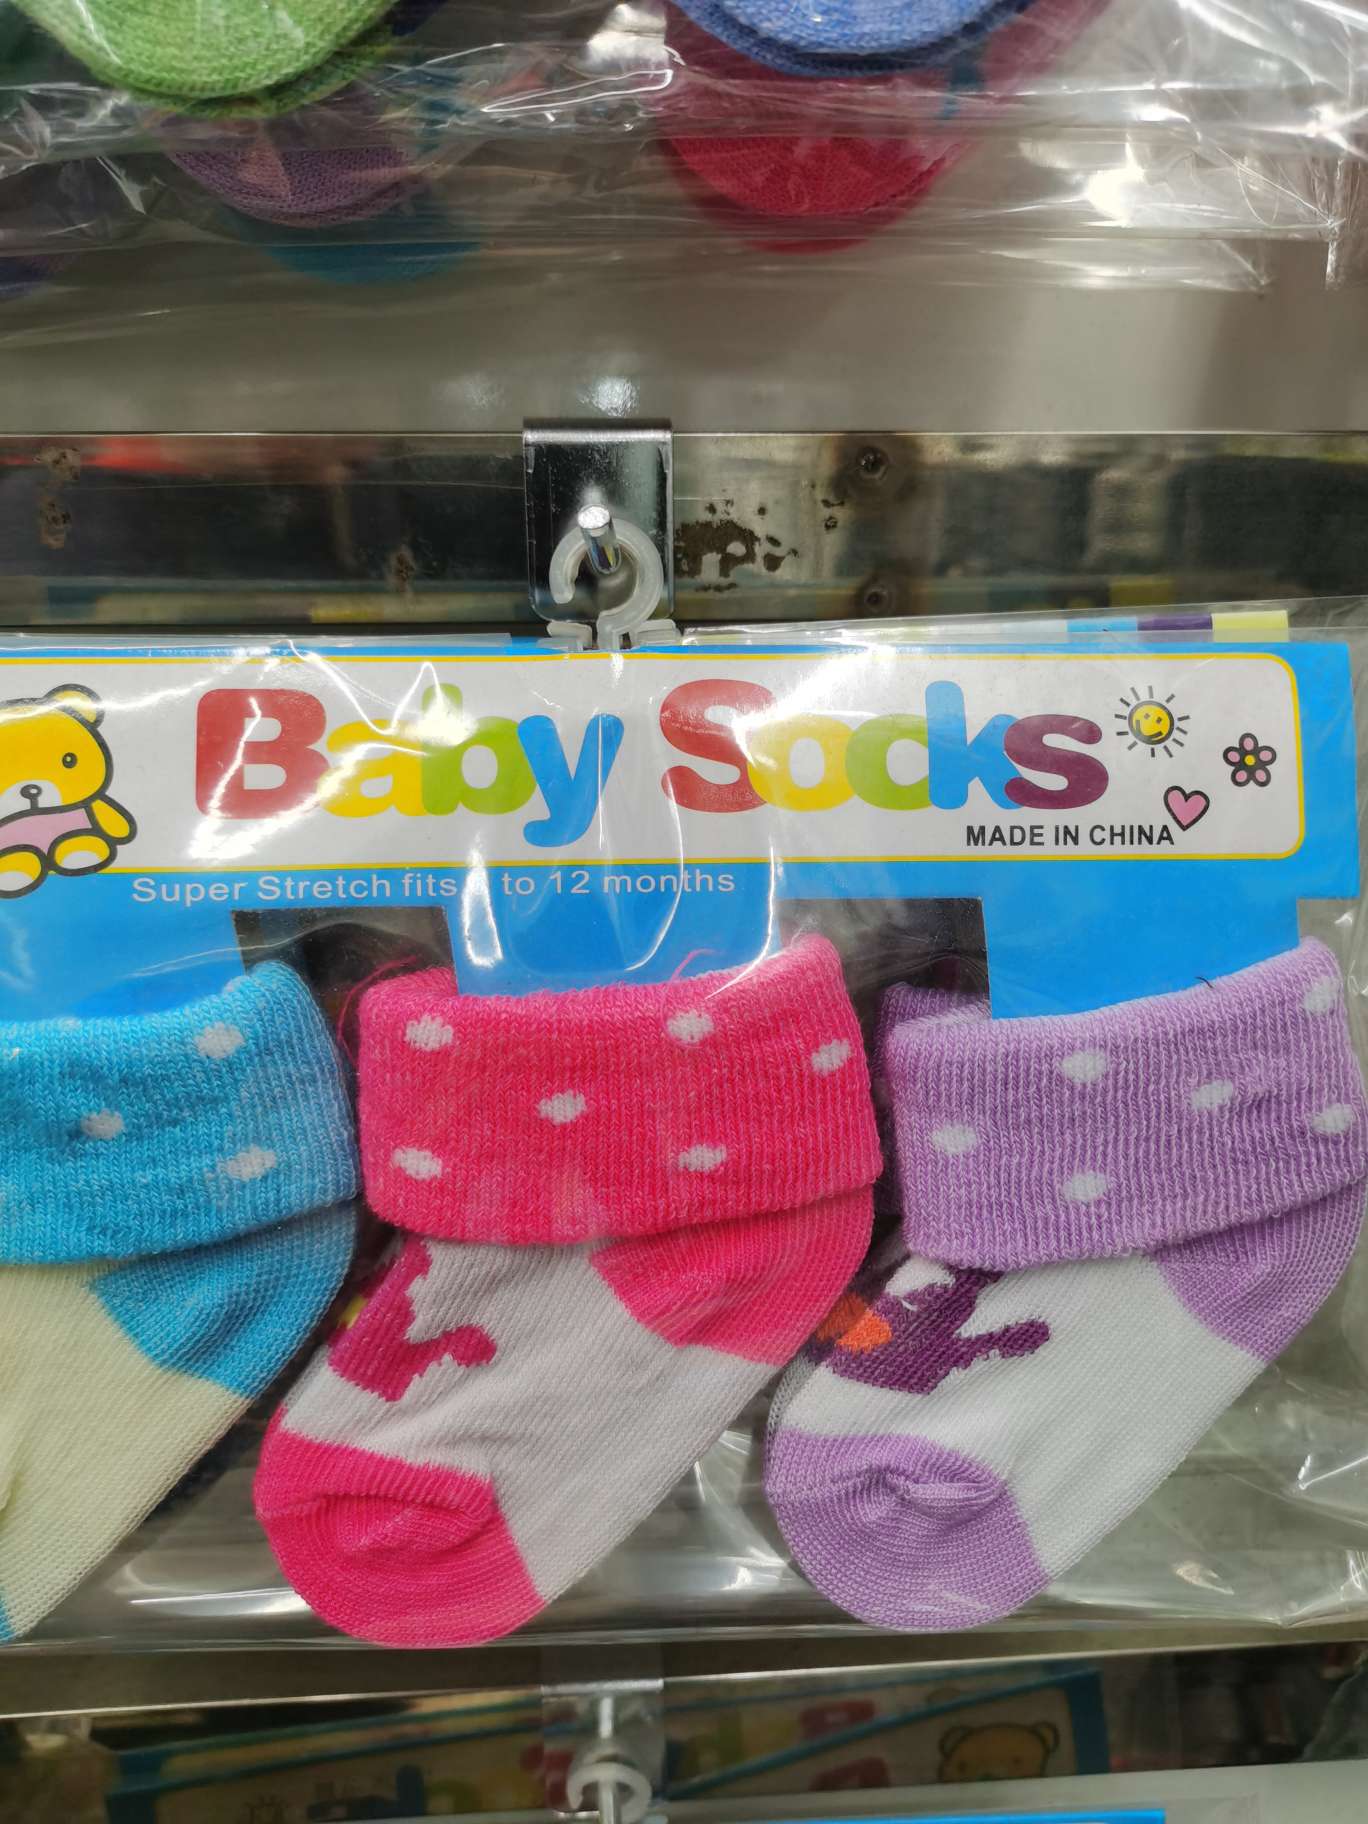 Baby Socks
MADE IN CHINA
Super Stretch fits to 12 months